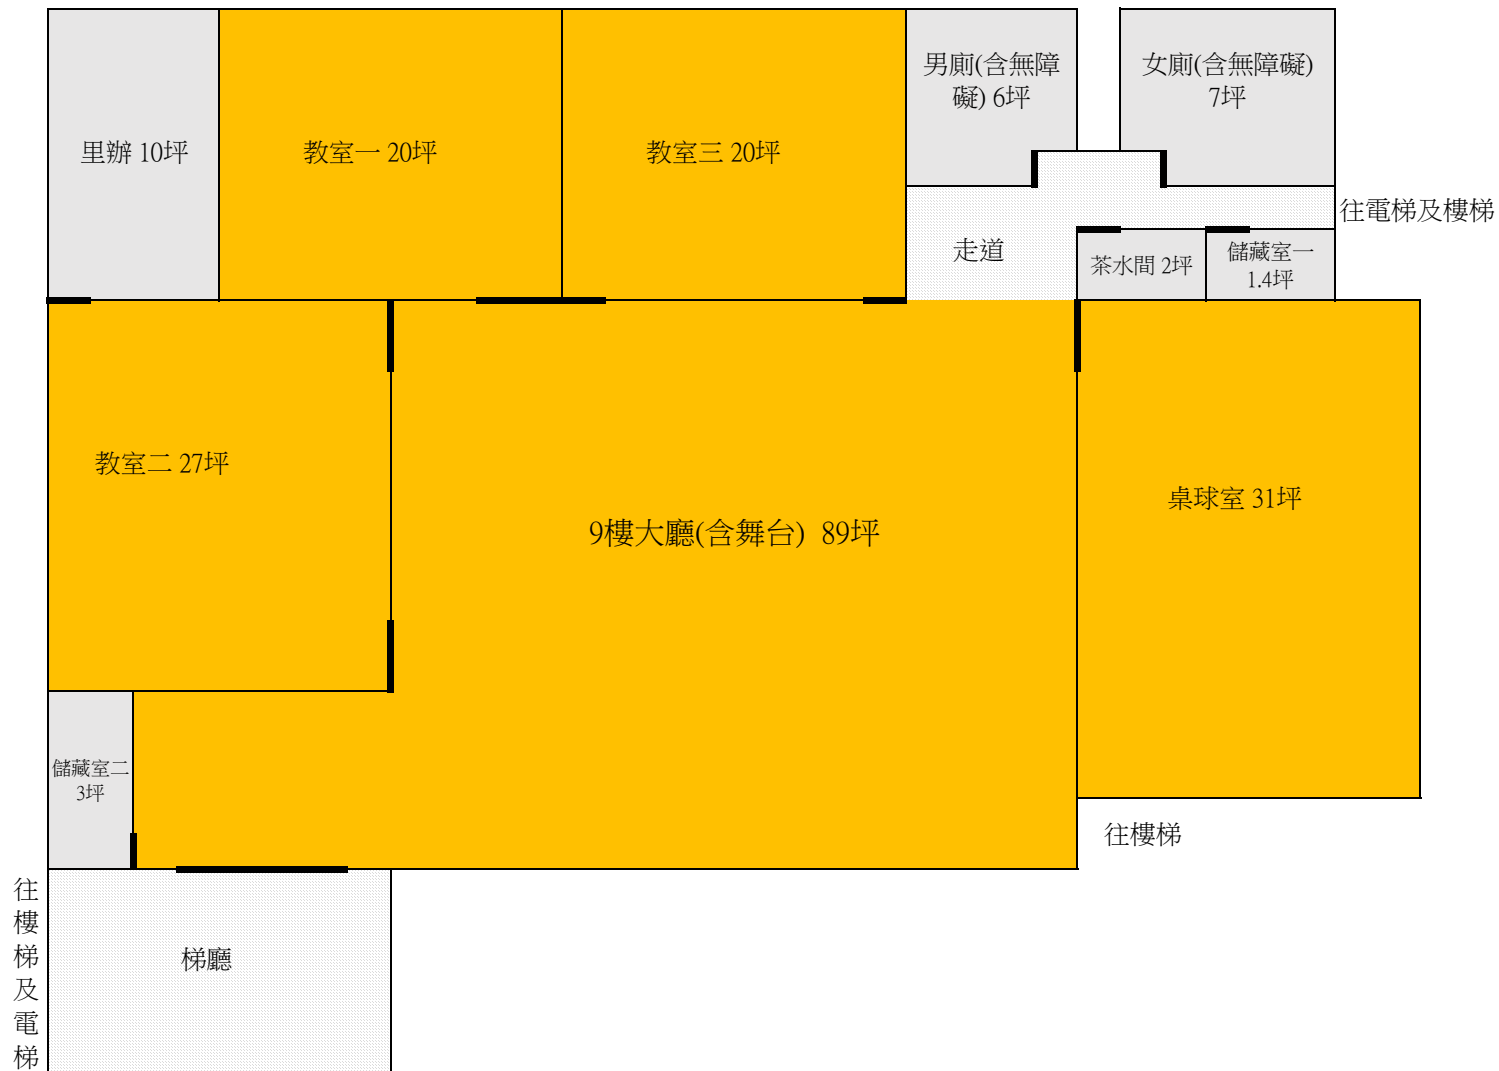 男廁(含無障
礙) 6坪
女廁(含無障礙)
7坪
里辦 10坪
教室一 20坪
教室三 20坪
往電梯及樓梯
走道
茶水間 2坪
儲藏室一
1.4坪
教室二 27坪
9樓大廳(含舞台)  89坪
桌球室 31坪
儲藏室二
3坪
往樓梯
往樓梯及電梯
梯廳